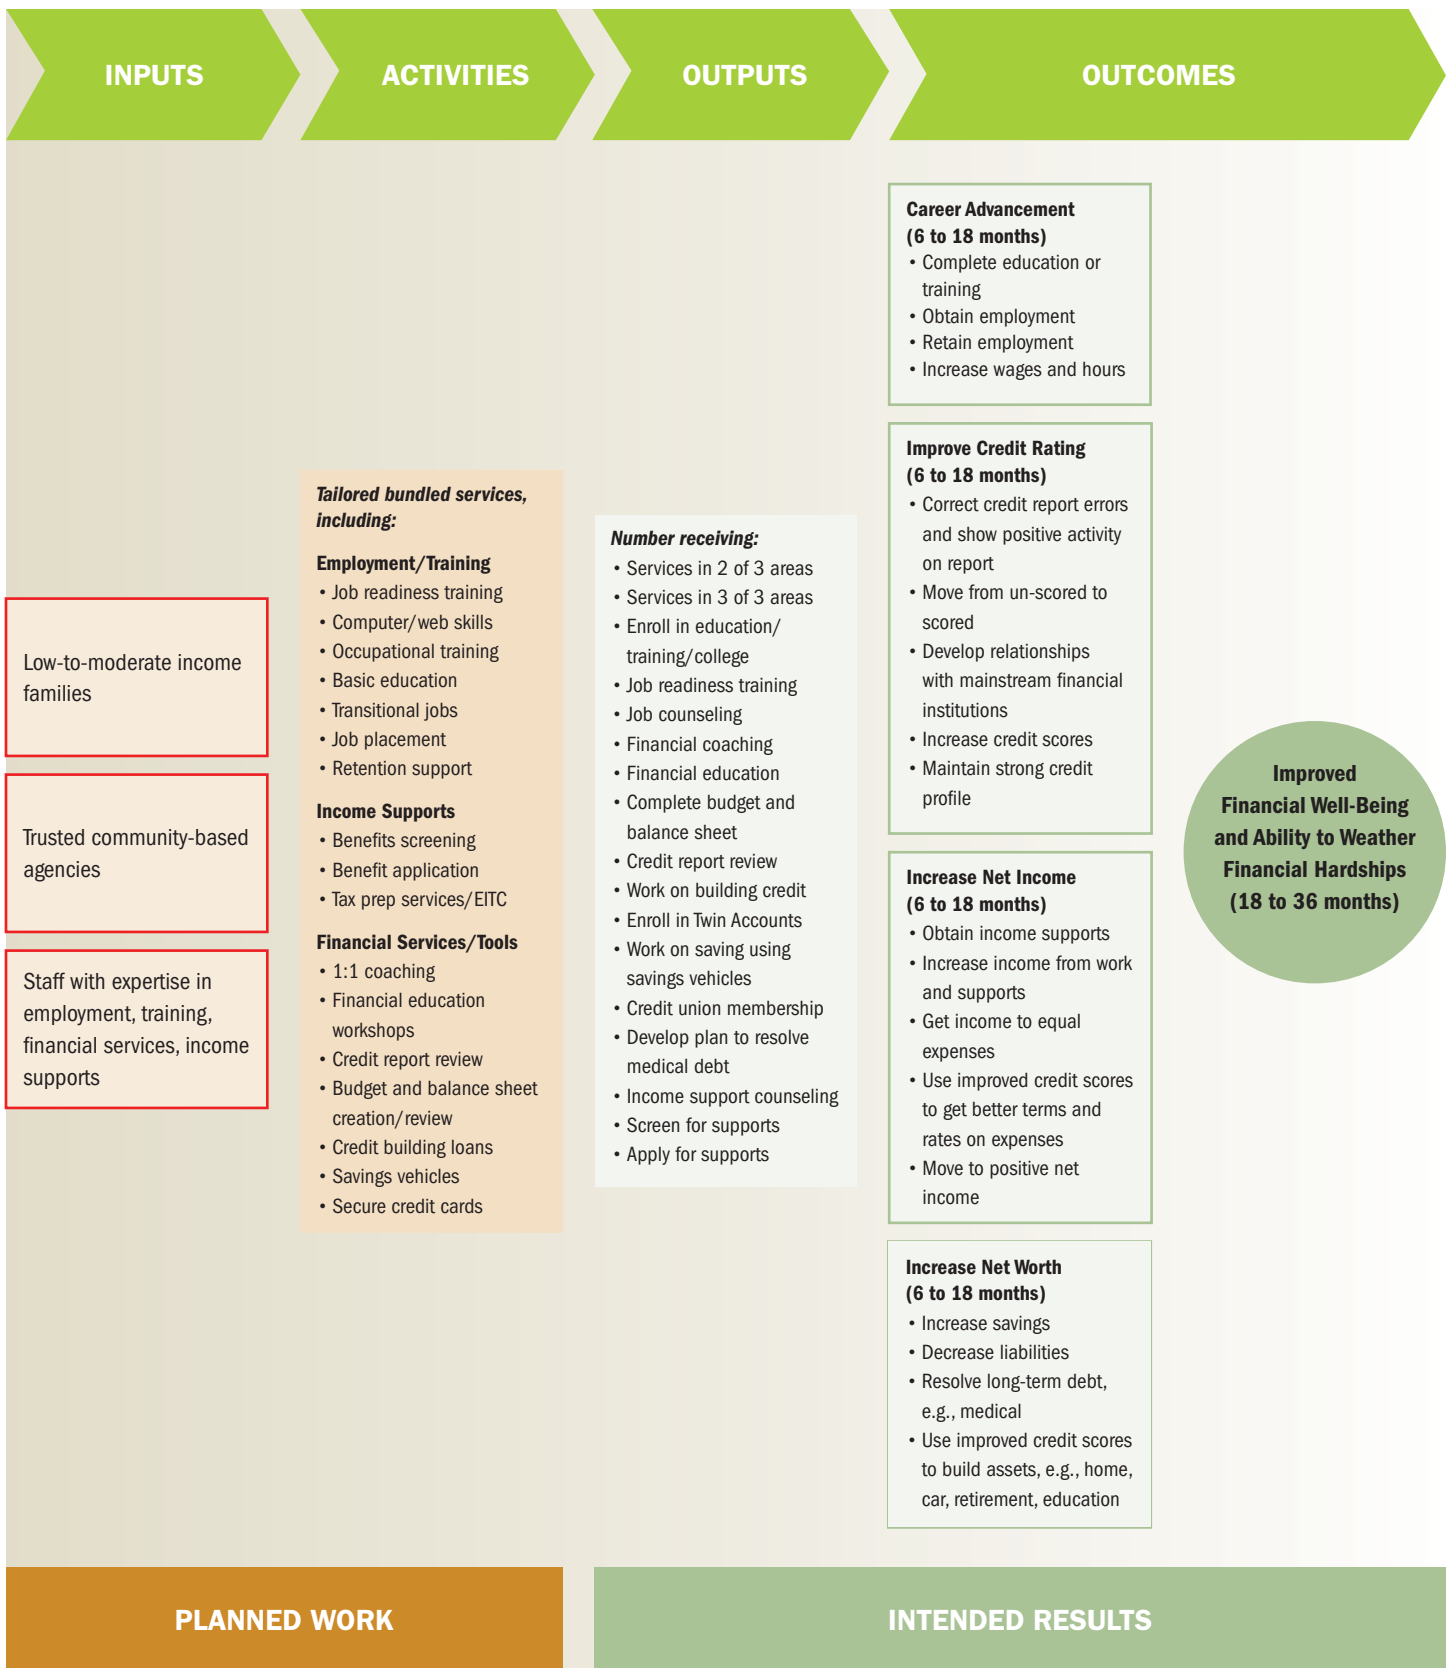 INPUTS
ACTIVITIES
OUTPUTS
OUTCOMES
Low-to-moderate income
families
Trusted community-based
agencies
Staff with expertise in
employment, training,
financial services, income
supports
Tailored bundled services,
including:
Employment/Training
• Job readiness training
• Computer/web skills
• Occupational training
• Basic education
• Transitional jobs
• Job placement
• Retention support
Income Supports
• Benefits screening
• Benefit application
• Tax prep services/EITC
Financial Services/Tools
• 1:1 coaching
• Financial education
workshops
• Credit report review
• Budget and balance sheet
creation/review
• Credit building loans
• Savings vehicles
• Secure credit cards
Number receiving:
• Services in 2 of 3 areas
• Services in 3 of 3 areas
• Enroll in education/
training/college
• Job readiness training
• Job counseling
• Financial coaching
• Financial education
• Complete budget and
balance sheet
• Credit report review
• Work on building credit
• Enroll in Twin Accounts
• Work on saving using
savings vehicles
• Credit union membership
• Develop plan to resolve
medical debt
• Income support counseling
• Screen for supports
• Apply for supports
Career Advancement
(6 to 18 months)
• Complete education or
training
• Obtain employment
• Retain employment
• Increase wages and hours
Improve Credit Rating
(6 to 18 months)
• Correct credit report errors
and show positive activity
on report
• Move from un-scored to
scored
• Develop relationships
with mainstream financial
institutions
• Increase credit scores
• Maintain strong credit
profile
Increase Net Income
(6 to 18 months)
• Obtain income supports
• Increase income from work
and supports
• Get income to equal
expenses
• Use improved credit scores
to get better terms and
rates on expenses
• Move to positive net
income
Increase Net Worth
(6 to 18 months)
• Increase savings
• Decrease liabilities
• Resolve long-term debt,
e.g., medical
• Use improved credit scores
to build assets, e.g., home,
car, retirement, education
Improved
Financial Well-Being
and Ability to Weather
Financial Hardships
(18 to 36 months)
PLANNED WORK
INTENDED RESULTS